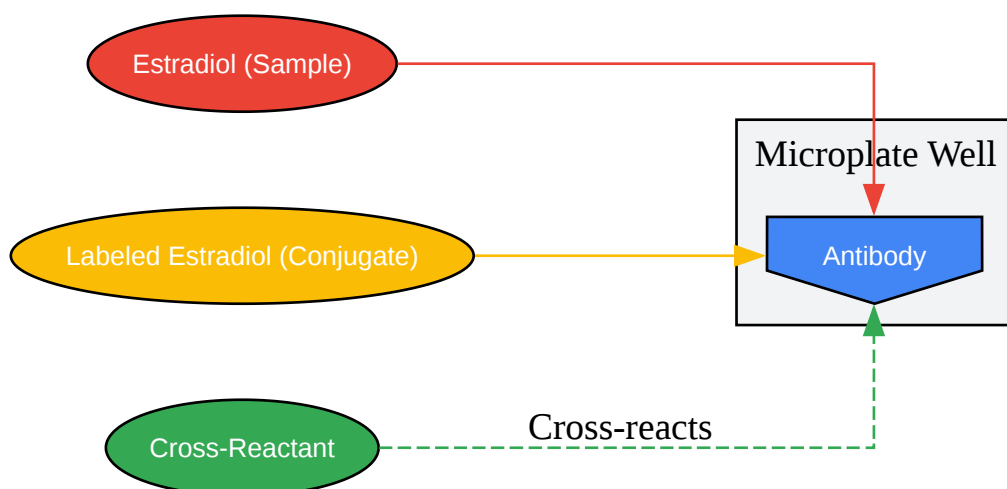 Estradiol (Sample)
Microplate Well
Labeled Estradiol (Conjugate)
Antibody
Cross-reacts
Cross-Reactant